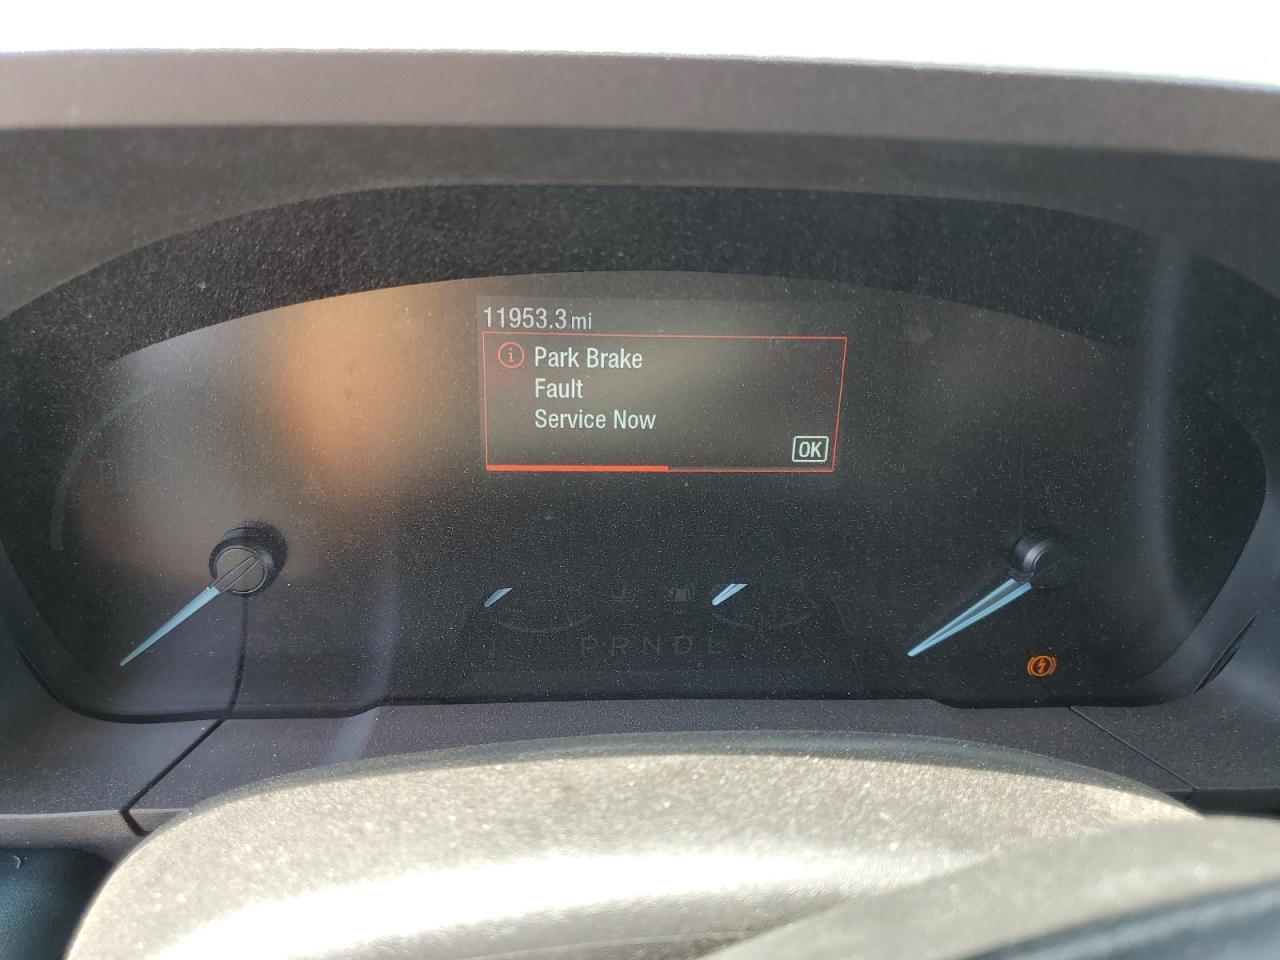 11953.3 mi
Park Brake
Fault
Service Now
OK
PRNDL